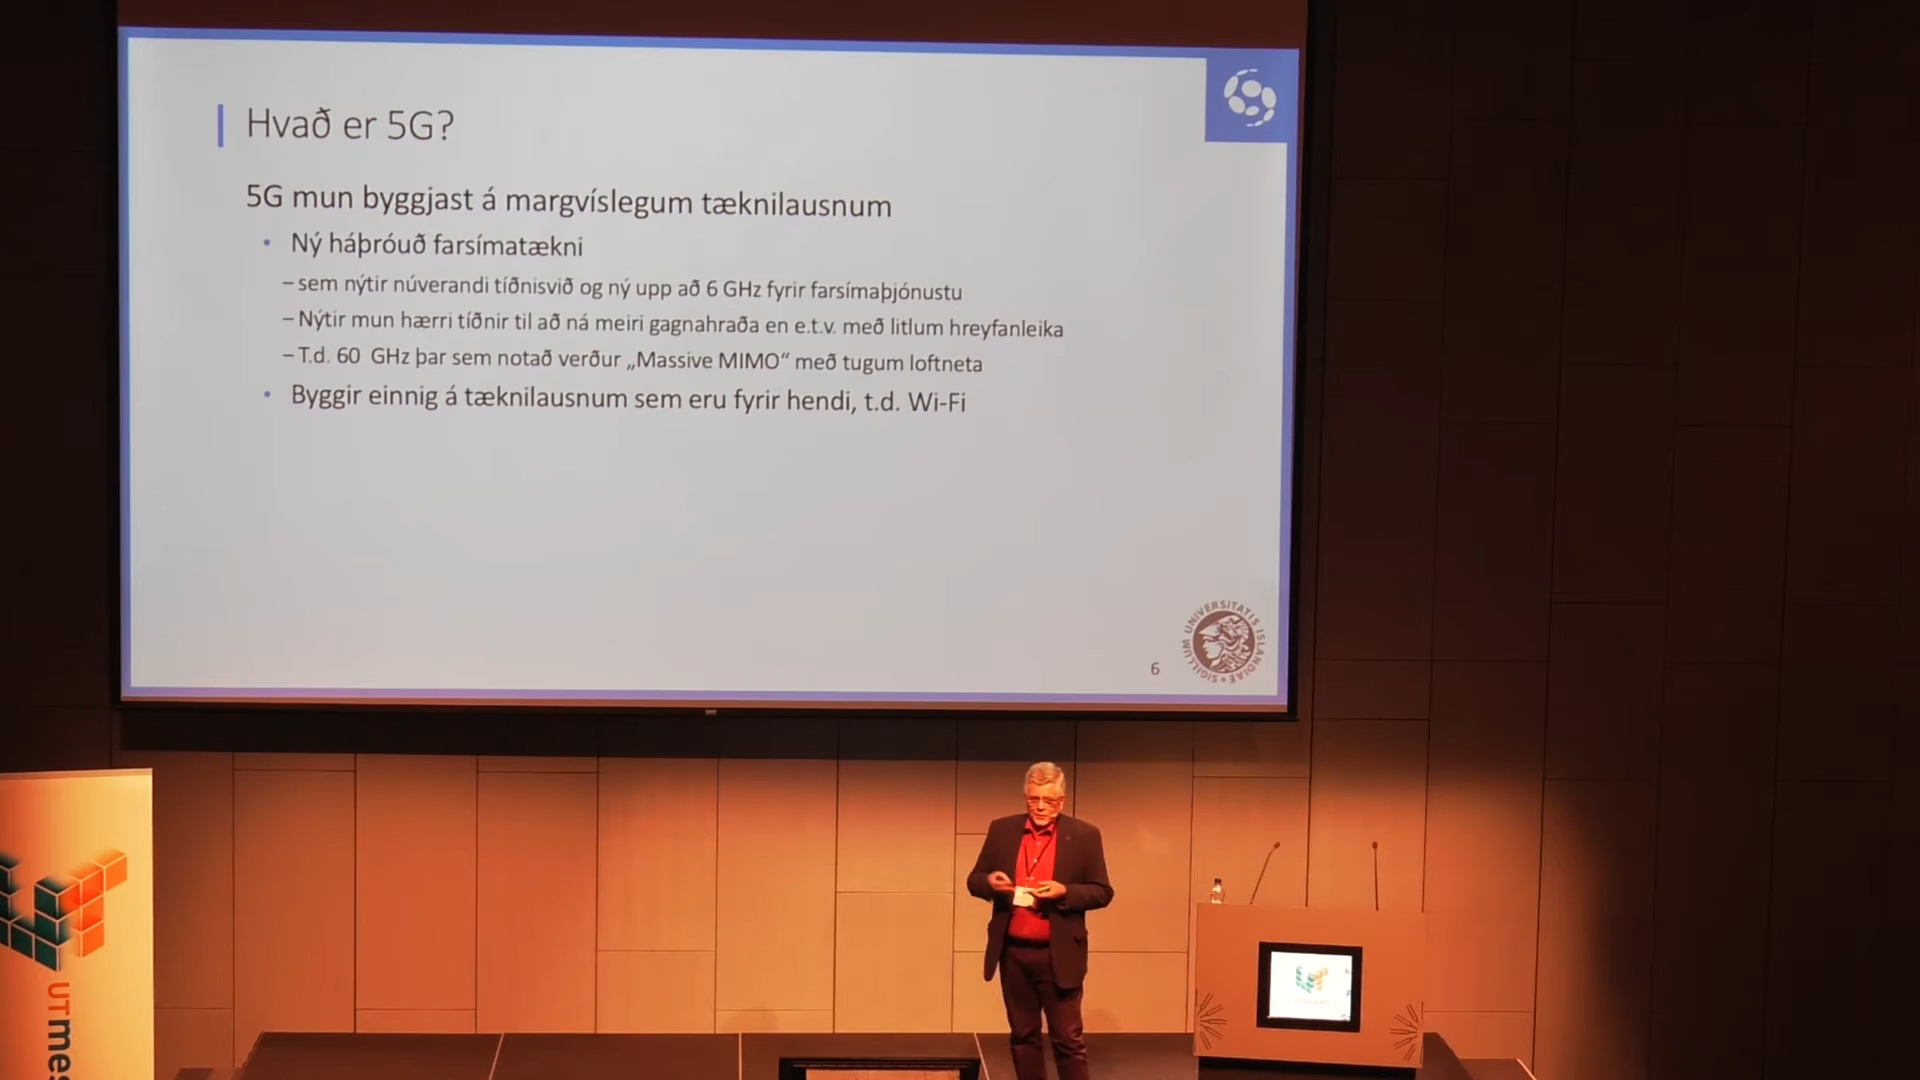 Hvað er 5G?
5G mun byggjast á margvíslegum tæknilausnum
• Ný háþróuð farsímatækni
– sem nýtir núverandi tíðnisvið og ný upp að 6 GHz fyrir farsímaþjónustu
– Nýtir mun hærri tíðnir til að ná meiri gagnahraða en e.t.v. með litlum hreyfanleika
– T.d. 60 GHz þar sem notað verður „Massive MIMO“ með tugum loftneta
• Byggir einnig á tæknilausnum sem eru fyrir hendi, t.d. Wi-Fi
6
SIGILLUM UNIVERSITATIS ISLANDIAE
UTmes